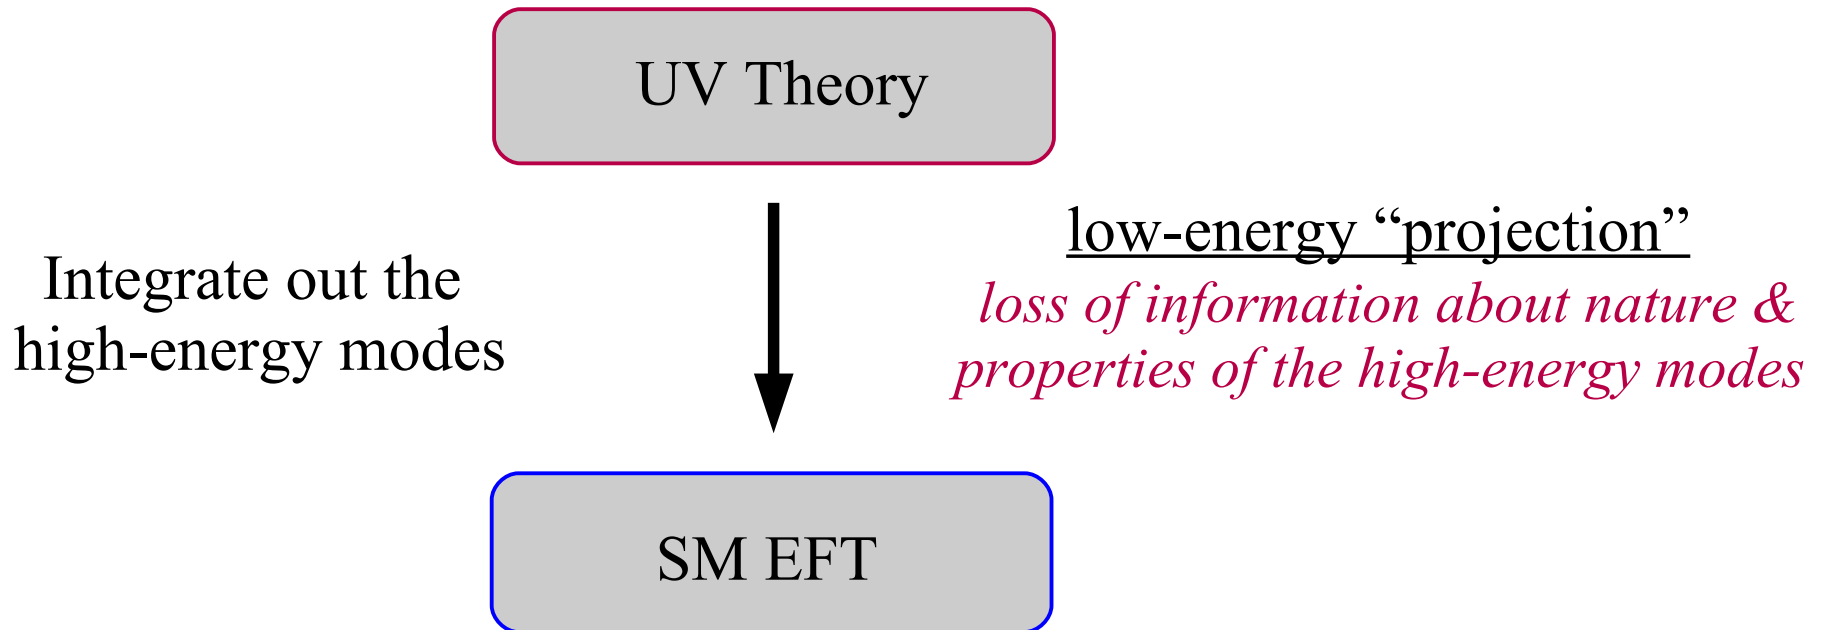 UV Theory
Integrate out the
high-energy modes
low-energy “projection”
loss of information about nature &
properties of the high-energy modes
SM EFT